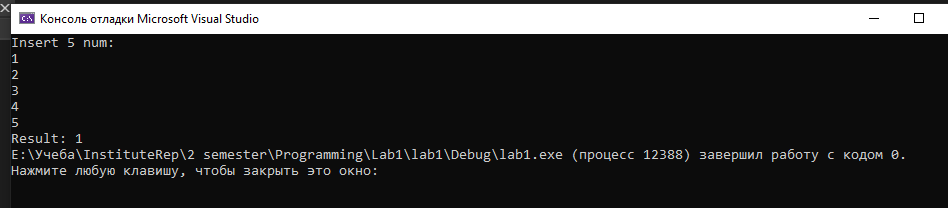 Консоль отладки Microsoft Visual Studio
Insert 5 num:
1
2
3
4
5
Result: 1
E:\Учеба\InstituteRep\2 semester\Programming\Lab1\lab1\Debug\lab1.exe (процесс 12388) завершил работу с кодом 0.
Нажмите любую клавишу, чтобы закрыть это окно: